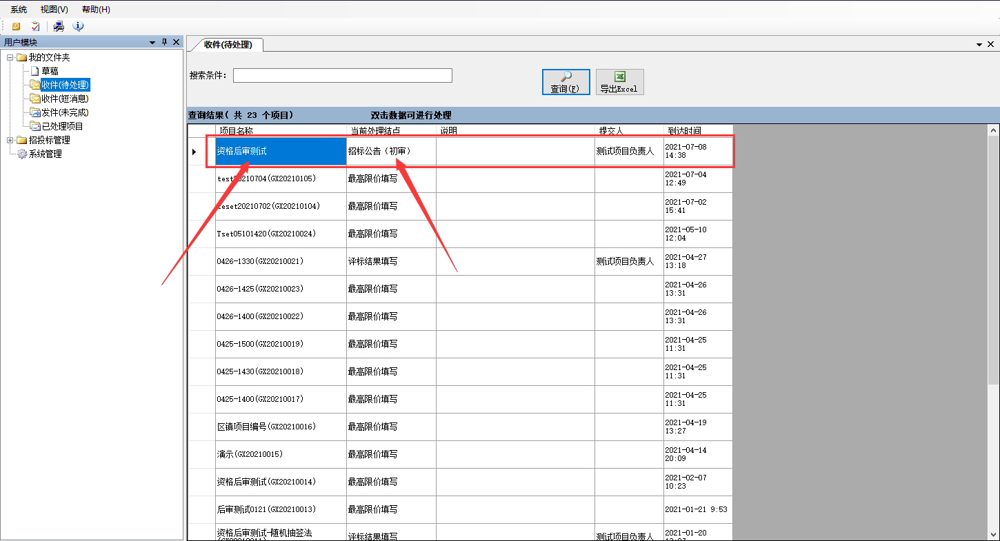 系统 视图(V) 帮助(H)
用户模块
我的文件夹
草稿
收件(待处理)
收件(短消息)
发件(未完成)
已处理项目
招投标管理
系统管理
收件(待处理)
搜索条件:
查询(F)
导出Excel
查询结果( 共 23 个项目) 双击数据可进行处理
项目名称 当前处理结点 说明 提交人 到达时间
资格后审测试 招标公告（初审） 测试项目负责人 2021-07-08
14:38
test20210704(GX20210105) 最高限价填写 2021-07-04
12:49
teset20210702(GX20210104) 最高限价填写 2021-07-02
15:41
Tset05101420(GX20210024) 最高限价填写 2021-05-10
12:04
0426-1330(GX20210021) 评标结果填写 测试项目负责人 2021-04-27
13:18
0426-1425(GX20210023) 最高限价填写 2021-04-26
13:31
0426-1400(GX20210022) 最高限价填写 2021-04-26
13:31
0425-1500(GX20210019) 最高限价填写 2021-04-25
11:31
0425-1430(GX20210018) 最高限价填写 2021-04-25
11:31
0425-1400(GX20210017) 最高限价填写 2021-04-25
11:31
区镇项目编号(GX20210016) 最高限价填写 2021-04-19
13:27
演示(GX20210015) 最高限价填写 2021-04-14
20:09
资格后审测试(GX20210014) 最高限价填写 2021-02-07
10:23
后审测试0121(GX20210013) 最高限价填写 2021-01-21 9:53
资格后审测试-随机抽签法 评标结果填写 测试项目负责人 2021-01-20